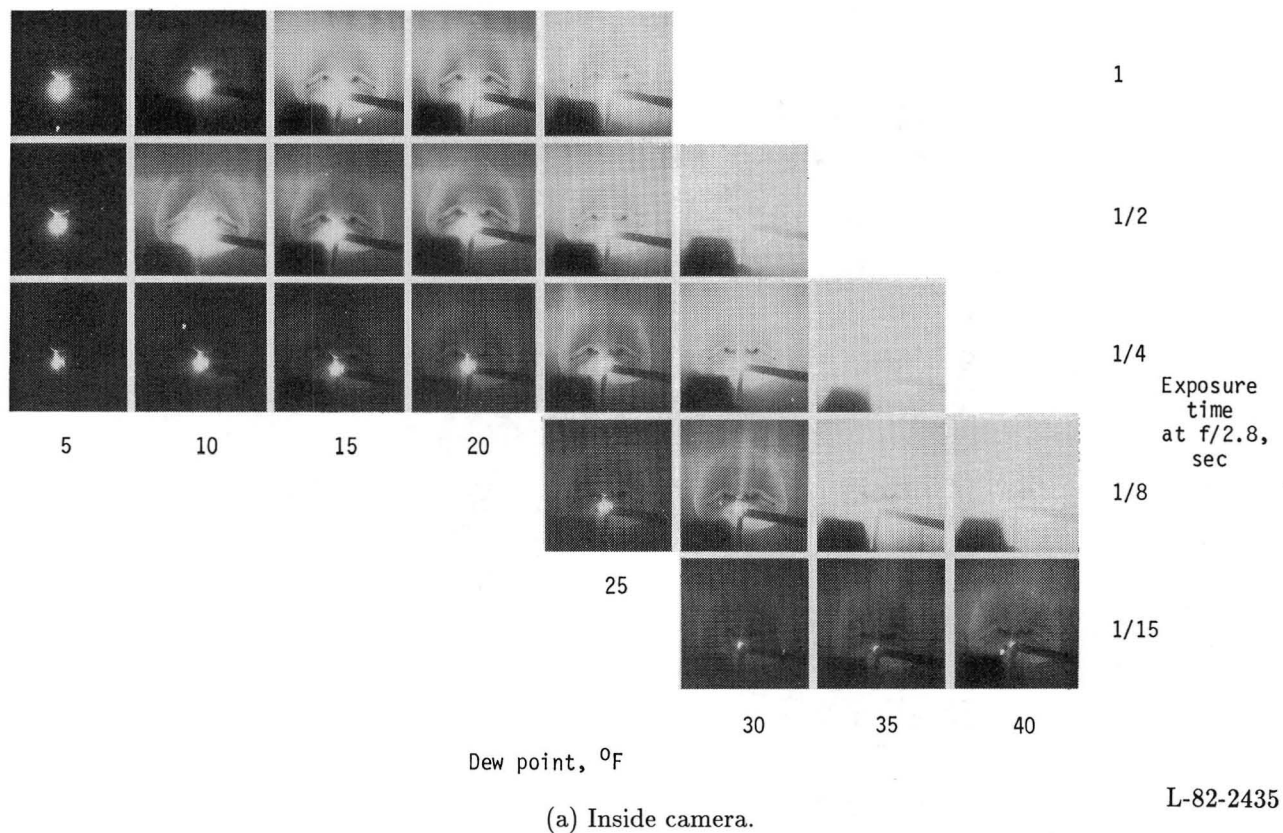 1
1/2
1/4
Exposure
time
at f/2.8,
sec
5 10 15 20
1/8
25
1/15
30 35 40
Dew point, °F
L-82-2435
(a) Inside camera.